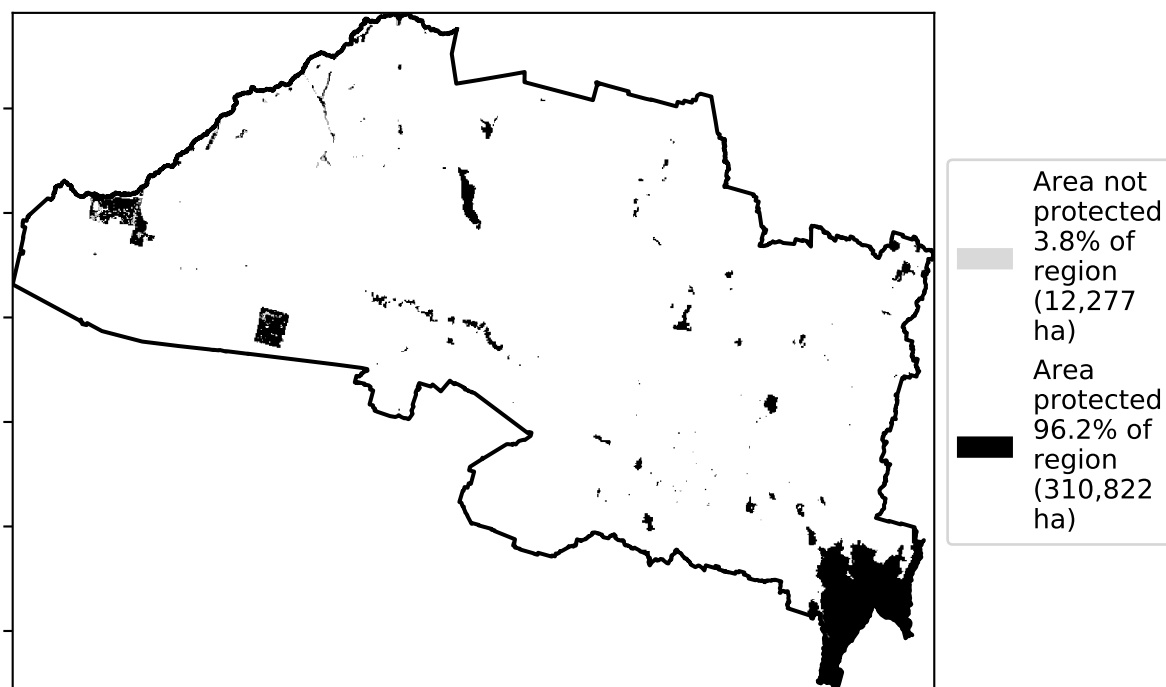 Area not
protected
3.8% of
region
(12,277
ha)
Area
protected
96.2% of
region
(310,822
ha)